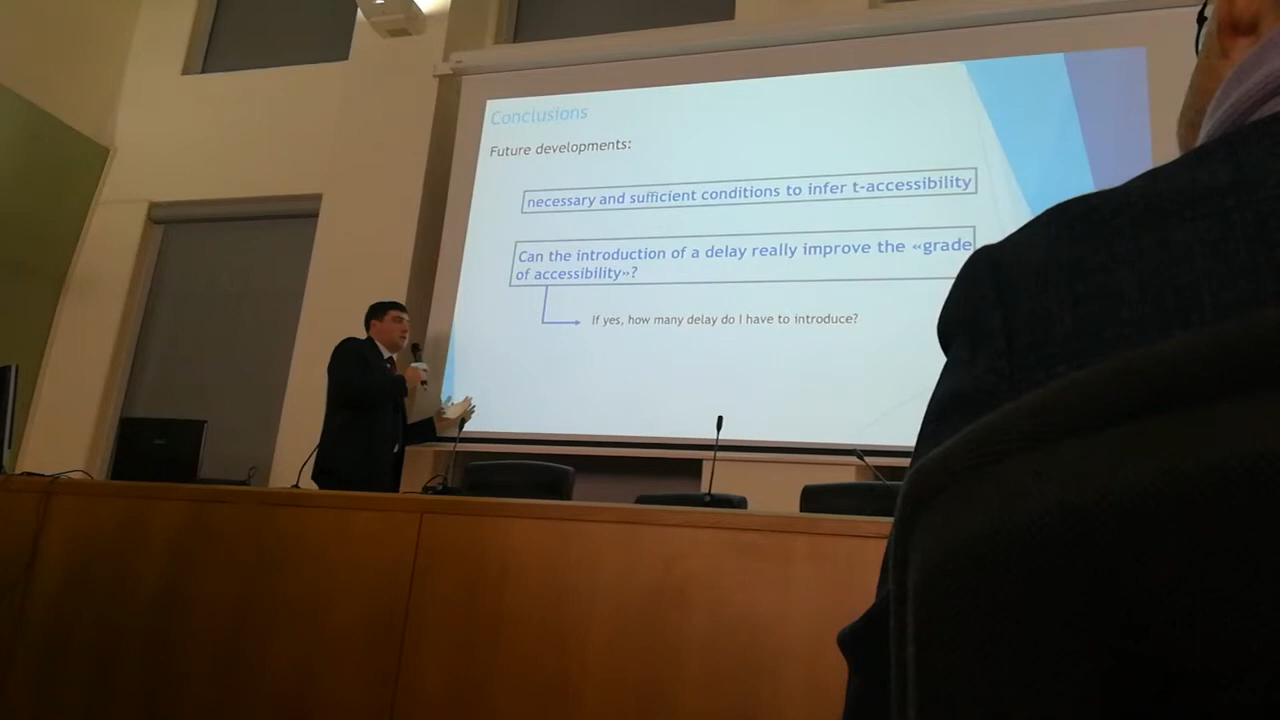 Conclusions
Future developments:
necessary and sufficient conditions to infer t-accessibility
Can the introduction of a delay really improve the «grade
of accessibility»?
If yes, how many delay do I have to introduce?